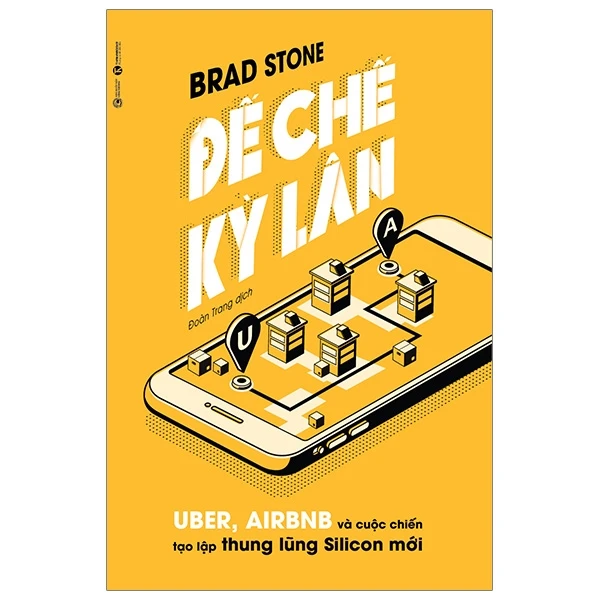 BRAD STONE
ĐẾ CHẾ
KỲ LÂN
Đoàn Trang dịch
A
U
UBER, AIRBNB và cuộc chiến
tạo lập thung lũng Silicon mới